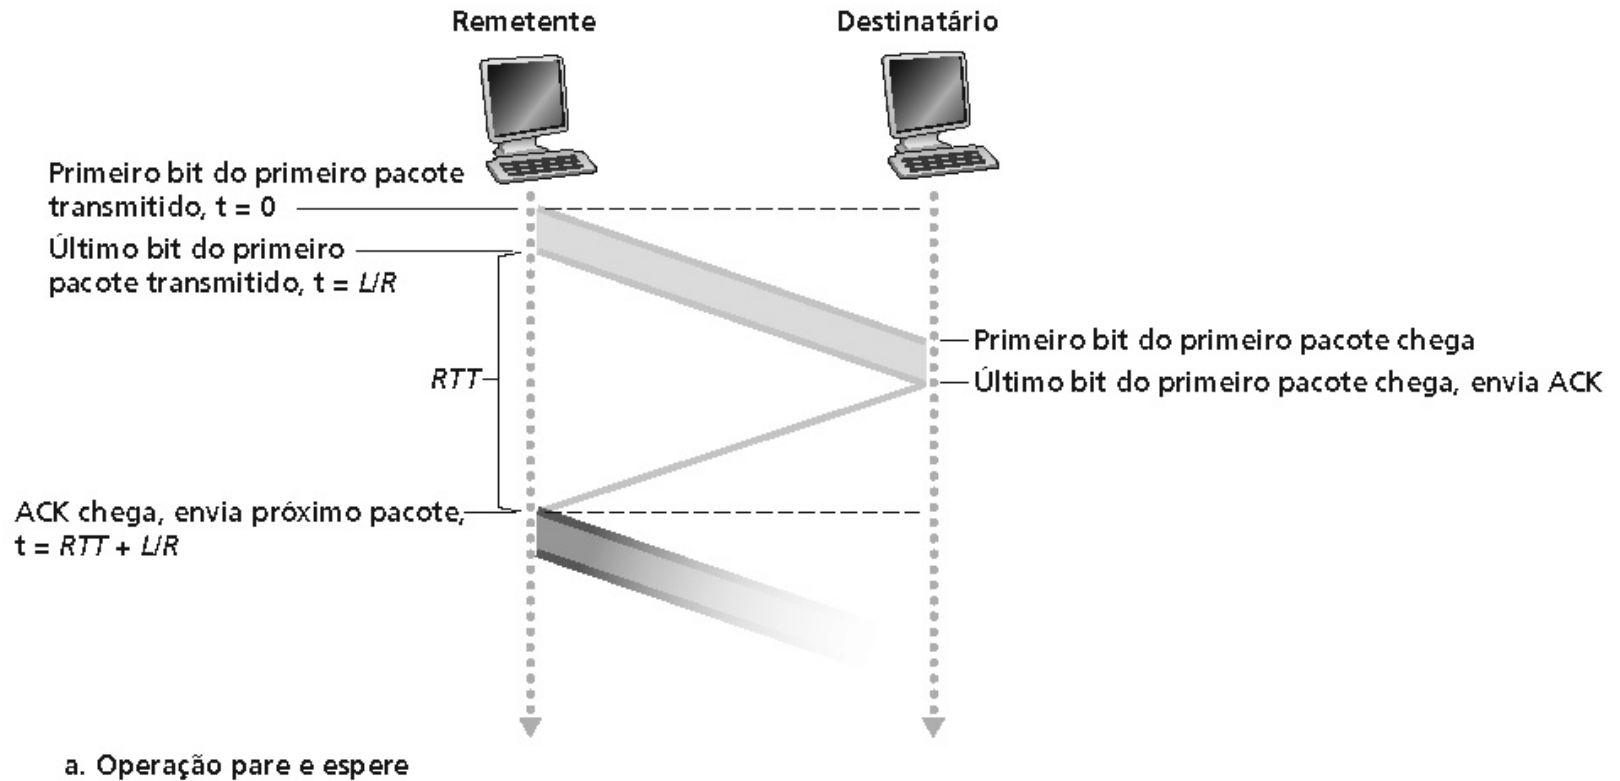 Remetente
Destinatário
Primeiro bit do primeiro pacote
transmitido, t = 0
Último bit do primeiro
pacote transmitido, t = L/R
Primeiro bit do primeiro pacote chega
RTT
Último bit do primeiro pacote chega, envia ACK
ACK chega, envia próximo pacote,
t = RTT + L/R
a. Operação pare e espere